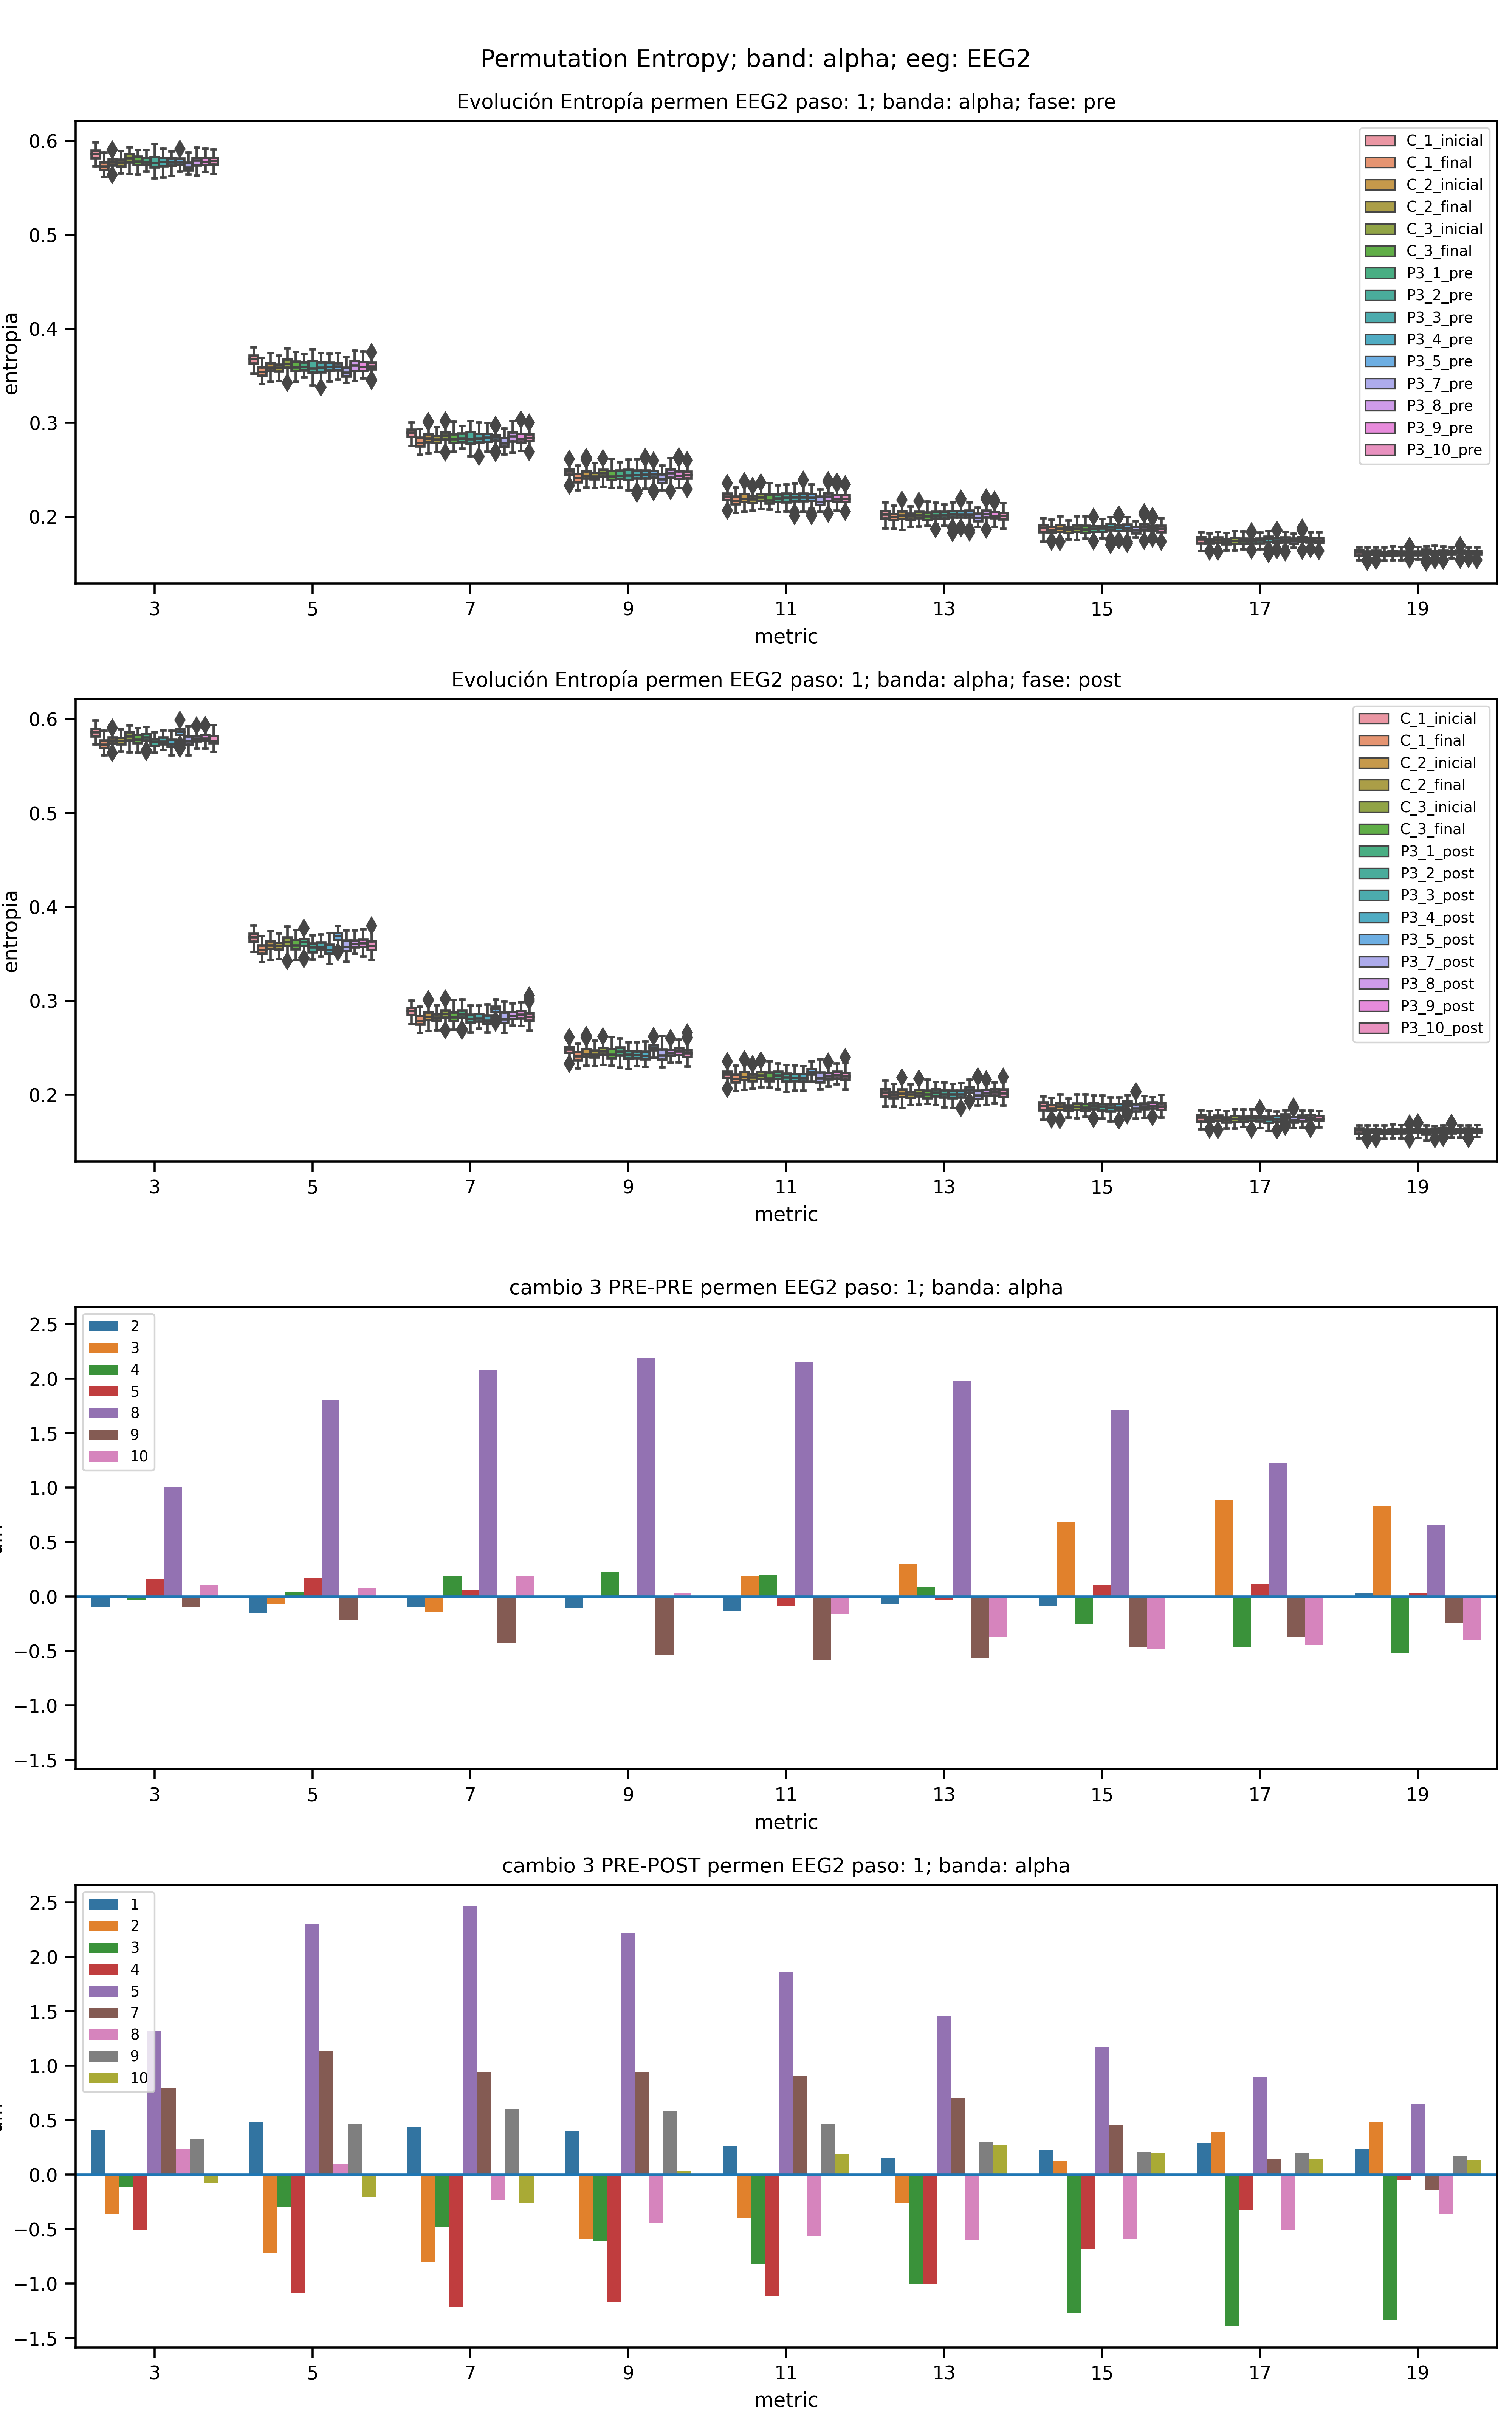 Permutation Entropy; band: alpha; eeg: EEG2
Evolución Entropía permen EEG2 paso: 1; banda: alpha; fase: pre
0.6
0.5
0.4
0.3
0.2
entropia
C_1_inicial
C_1_final
C_2_inicial
C_2_final
C_3_inicial
C_3_final
P3_1_pre
P3_2_pre
P3_3_pre
P3_4_pre
P3_5_pre
P3_7_pre
P3_8_pre
P3_9_pre
P3_10_pre
3 5 7 9 11 13 15 17 19
metric
Evolución Entropía permen EEG2 paso: 1; banda: alpha; fase: post
0.6
0.5
0.4
0.3
0.2
entropia
C_1_inicial
C_1_final
C_2_inicial
C_2_final
C_3_inicial
C_3_final
P3_1_post
P3_2_post
P3_3_post
P3_4_post
P3_5_post
P3_7_post
P3_8_post
P3_9_post
P3_10_post
3 5 7 9 11 13 15 17 19
metric
cambio 3 PRE-PRE permen EEG2 paso: 1; banda: alpha
2.5
2.0
1.5
1.0
0.5
0.0
−0.5
−1.0
−1.5
2
3
4
5
8
9
10
3 5 7 9 11 13 15 17 19
metric
cambio 3 PRE-POST permen EEG2 paso: 1; banda: alpha
2.5
2.0
1.5
1.0
0.5
0.0
−0.5
−1.0
−1.5
1
2
3
4
5
7
8
9
10
3 5 7 9 11 13 15 17 19
metric